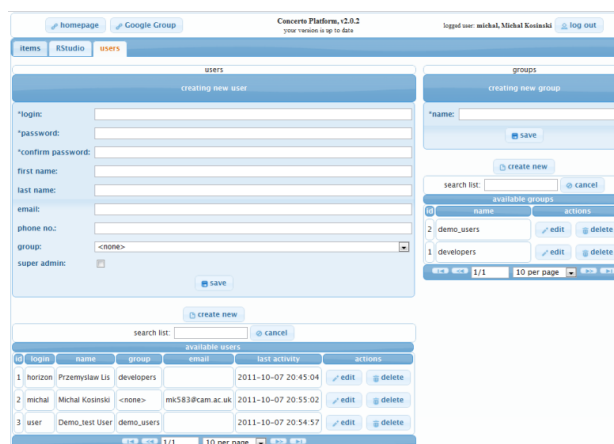 homepage Google Group Concerto Platform, v2.0.2 logged user: michal, Michal Kosinski log out
your version is up to date
items RStudio users
users
creating new user
*login:
*password:
*confirm password:
first name:
last name:
email:
phone no.:
group: <none>
super admin:
save
create new
search list: cancel
available users
id login name group email last activity actions
1 horizon Przemyslaw Lis developers 2011-10-07 20:45:04 edit delete
2 michal Michal Kosinski <none> mk583@cam.ac.uk 2011-10-07 20:55:02 edit delete
3 user Demo_test User demo_users 2011-10-07 20:54:57 edit delete
1/1 10 per page
groups
creating new group
*name:
save
create new
search list: cancel
available groups
id name actions
2 demo_users edit delete
1 developers edit delete
1/1 10 per page